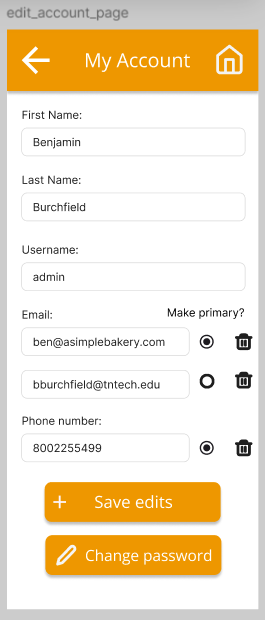 edit_account_page
My Account
First Name:
Benjamin
Last Name:
Burchfield
Username:
admin
Email:
Make primary?
ben@asimplebakery.com
bburchfield@tntech.edu
Phone number:
8002255499
+ Save edits
Change password